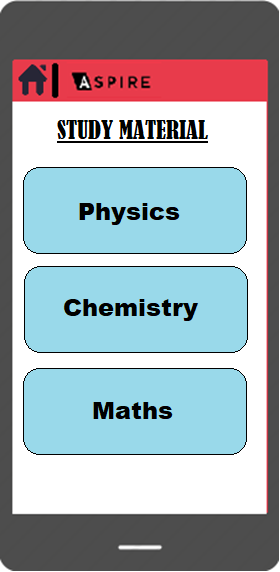 ASPIRE
STUDY MATERIAL
Physics
Chemistry
Maths